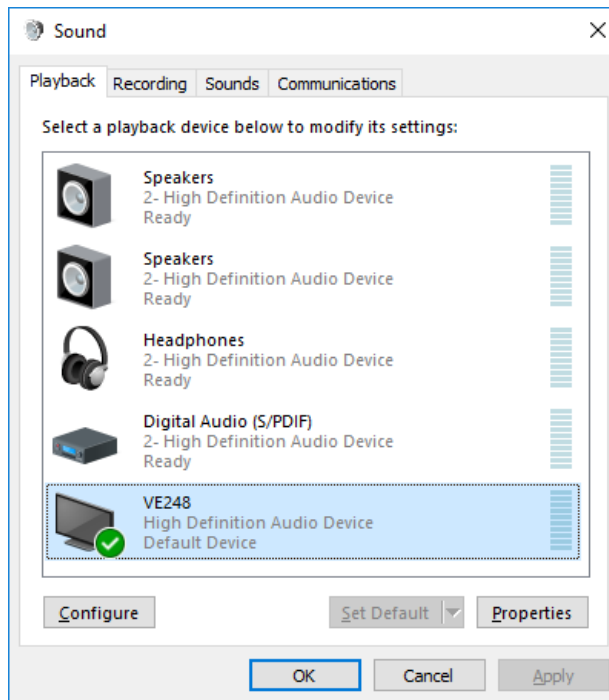 Sound
Playback Recording Sounds Communications
Select a playback device below to modify its settings:
Speakers
2- High Definition Audio Device
Ready
Speakers
2- High Definition Audio Device
Ready
Headphones
2- High Definition Audio Device
Ready
Digital Audio (S/PDIF)
2- High Definition Audio Device
Ready
VE248
High Definition Audio Device
Default Device
Configure Set Default Properties
OK Cancel Apply